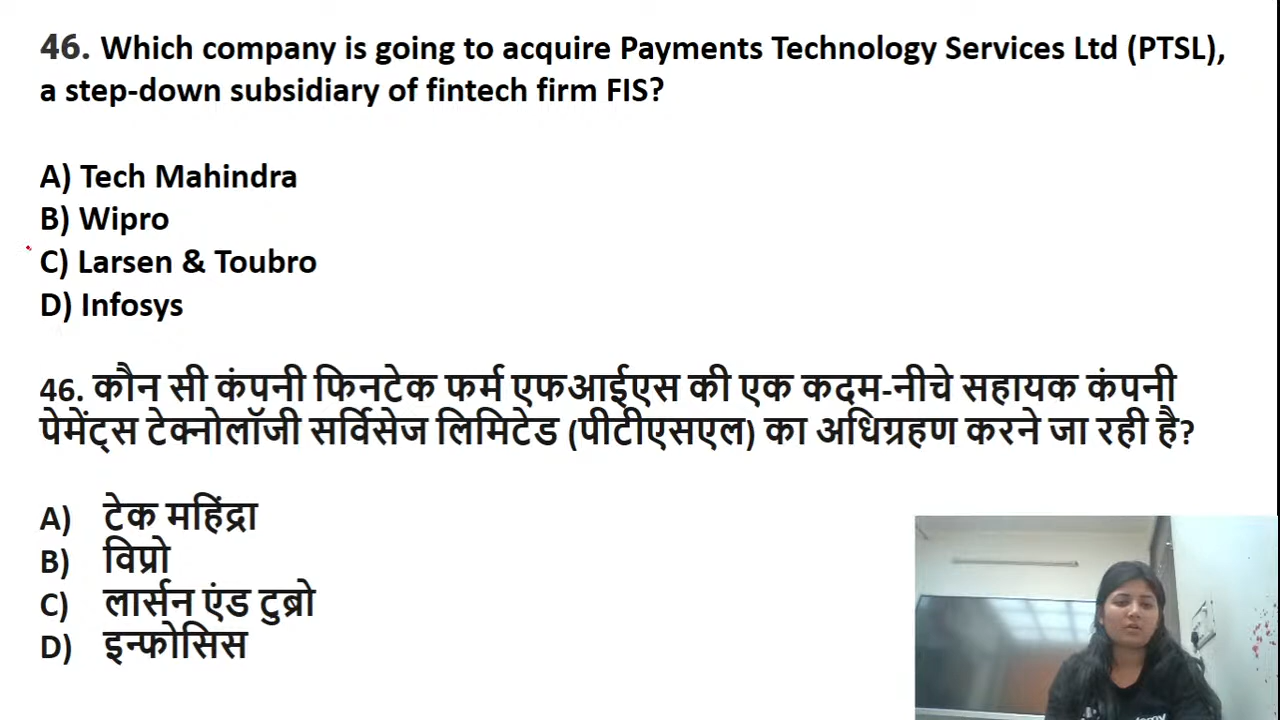 46. Which company is going to acquire Payments Technology Services Ltd (PTSL),
a step-down subsidiary of fintech firm FIS?
A) Tech Mahindra
B) Wipro
C) Larsen & Toubro
D) Infosys
46. कौन सी कंपनी फिनटेक फर्म एफआईएस की एक कदम-नीचे सहायक कंपनी
पेमेंट्स टेक्नोलॉजी सर्विसेज लिमिटेड (पीटीएसएल) का अधिग्रहण करने जा रही है?
A) टेक महिंद्रा
B) विप्रो
C) लार्सन एंड टुब्रो
D) इन्फोसिस